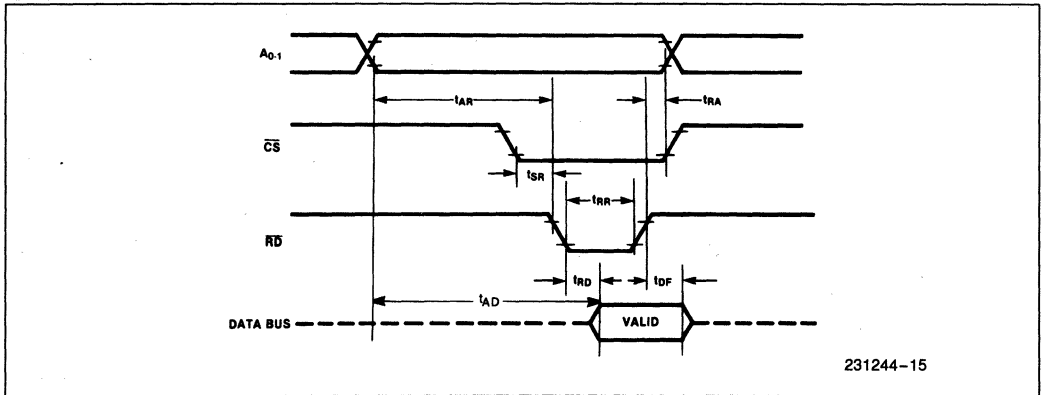 A0-1
tAR
tRA
CS
tSR
tRR
RD
tRD
tDF
tAD
DATA BUS
VALID
231244-15